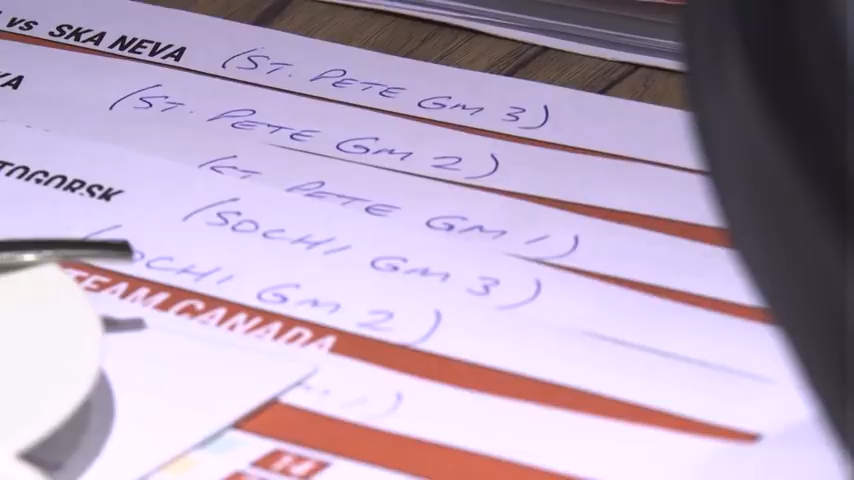 vs SKA NEVA (ST. PETE GM 3)
(ST. PETE GM 2)
(ST PETE GM 1)
TOGORSK (SOCHI GM 3)
(SOCHI GM 2)
TEAM CANADA
14